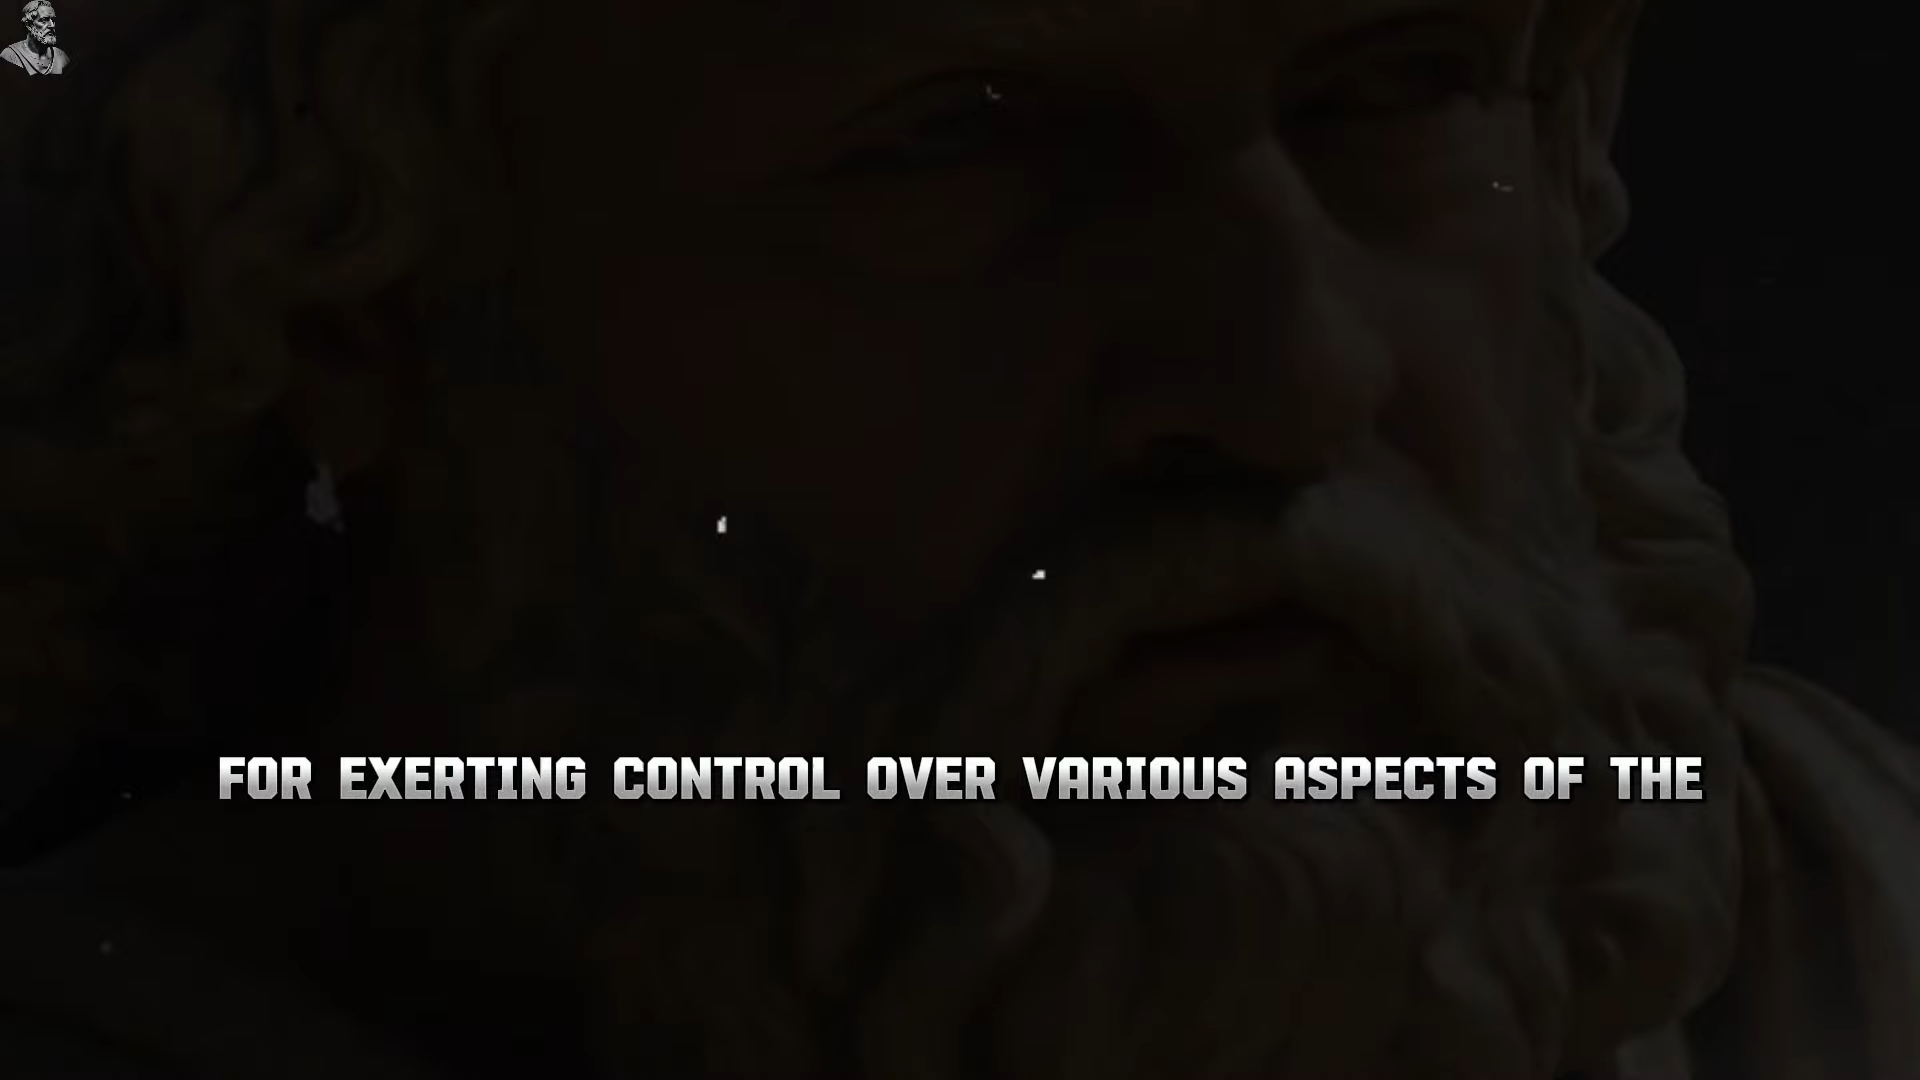 FOR EXERTING CONTROL OVER VARIOUS ASPECTS OF THE